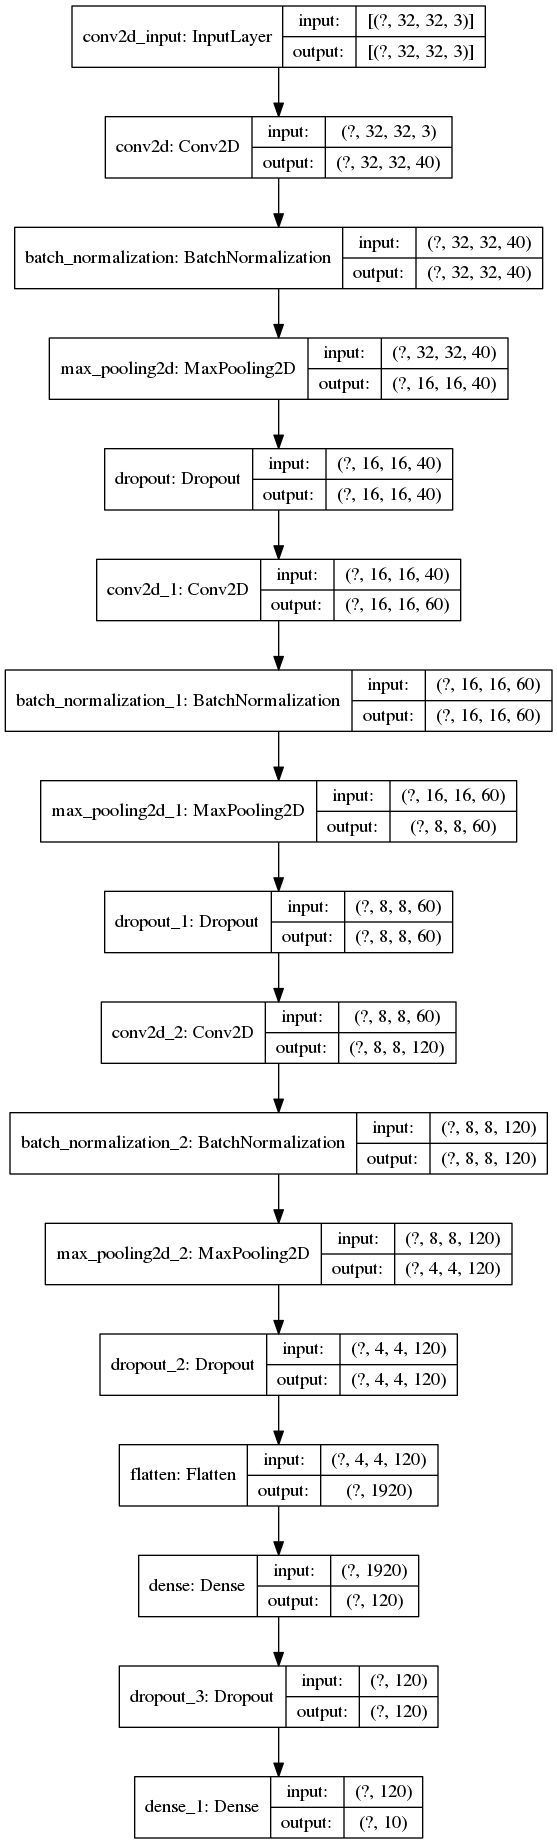 conv2d_input: InputLayer
input: [(?, 32, 32, 3)]
output: [(?, 32, 32, 3)]
conv2d: Conv2D
input: (?, 32, 32, 3)
output: (?, 32, 32, 40)
batch_normalization: BatchNormalization
input: (?, 32, 32, 40)
output: (?, 32, 32, 40)
max_pooling2d: MaxPooling2D
input: (?, 32, 32, 40)
output: (?, 16, 16, 40)
dropout: Dropout
input: (?, 16, 16, 40)
output: (?, 16, 16, 40)
conv2d_1: Conv2D
input: (?, 16, 16, 40)
output: (?, 16, 16, 60)
batch_normalization_1: BatchNormalization
input: (?, 16, 16, 60)
output: (?, 16, 16, 60)
max_pooling2d_1: MaxPooling2D
input: (?, 16, 16, 60)
output: (?, 8, 8, 60)
dropout_1: Dropout
input: (?, 8, 8, 60)
output: (?, 8, 8, 60)
conv2d_2: Conv2D
input: (?, 8, 8, 60)
output: (?, 8, 8, 120)
batch_normalization_2: BatchNormalization
input: (?, 8, 8, 120)
output: (?, 8, 8, 120)
max_pooling2d_2: MaxPooling2D
input: (?, 8, 8, 120)
output: (?, 4, 4, 120)
dropout_2: Dropout
input: (?, 4, 4, 120)
output: (?, 4, 4, 120)
flatten: Flatten
input: (?, 4, 4, 120)
output: (?, 1920)
dense: Dense
input: (?, 1920)
output: (?, 120)
dropout_3: Dropout
input: (?, 120)
output: (?, 120)
dense_1: Dense
input: (?, 120)
output: (?, 10)